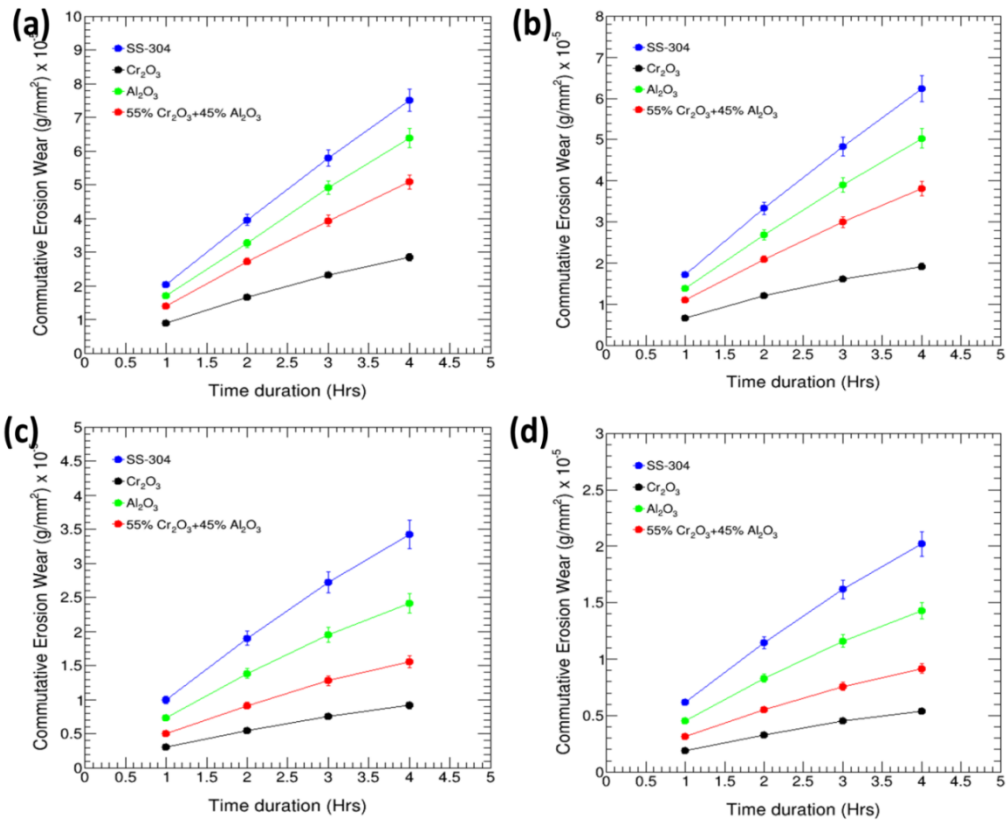 (a)
Commutative Erosion Wear (g/mm²) x 10⁻⁵
10
9
8
7
6
5
4
3
2
1
0
SS-304
Cr₂O₃
Al₂O₃
55% Cr₂O₃+45% Al₂O₃
0 0.5 1 1.5 2 2.5 3 3.5 4 4.5 5
Time duration (Hrs)
(b)
Commutative Erosion Wear (g/mm²) x 10⁻⁵
8
7
6
5
4
3
2
1
0
SS-304
Cr₂O₃
Al₂O₃
55% Cr₂O₃+45% Al₂O₃
0 0.5 1 1.5 2 2.5 3 3.5 4 4.5 5
Time duration (Hrs)
(c)
Commutative Erosion Wear (g/mm²) x 10⁻⁵
5
4.5
4
3.5
3
2.5
2
1.5
1
0.5
0
SS-304
Cr₂O₃
Al₂O₃
55% Cr₂O₃+45% Al₂O₃
0 0.5 1 1.5 2 2.5 3 3.5 4 4.5 5
Time duration (Hrs)
(d)
Commutative Erosion Wear (g/mm²) x 10⁻⁵
3
2.5
2
1.5
1
0.5
0
SS-304
Cr₂O₃
Al₂O₃
55% Cr₂O₃+45% Al₂O₃
0 0.5 1 1.5 2 2.5 3 3.5 4 4.5 5
Time duration (Hrs)